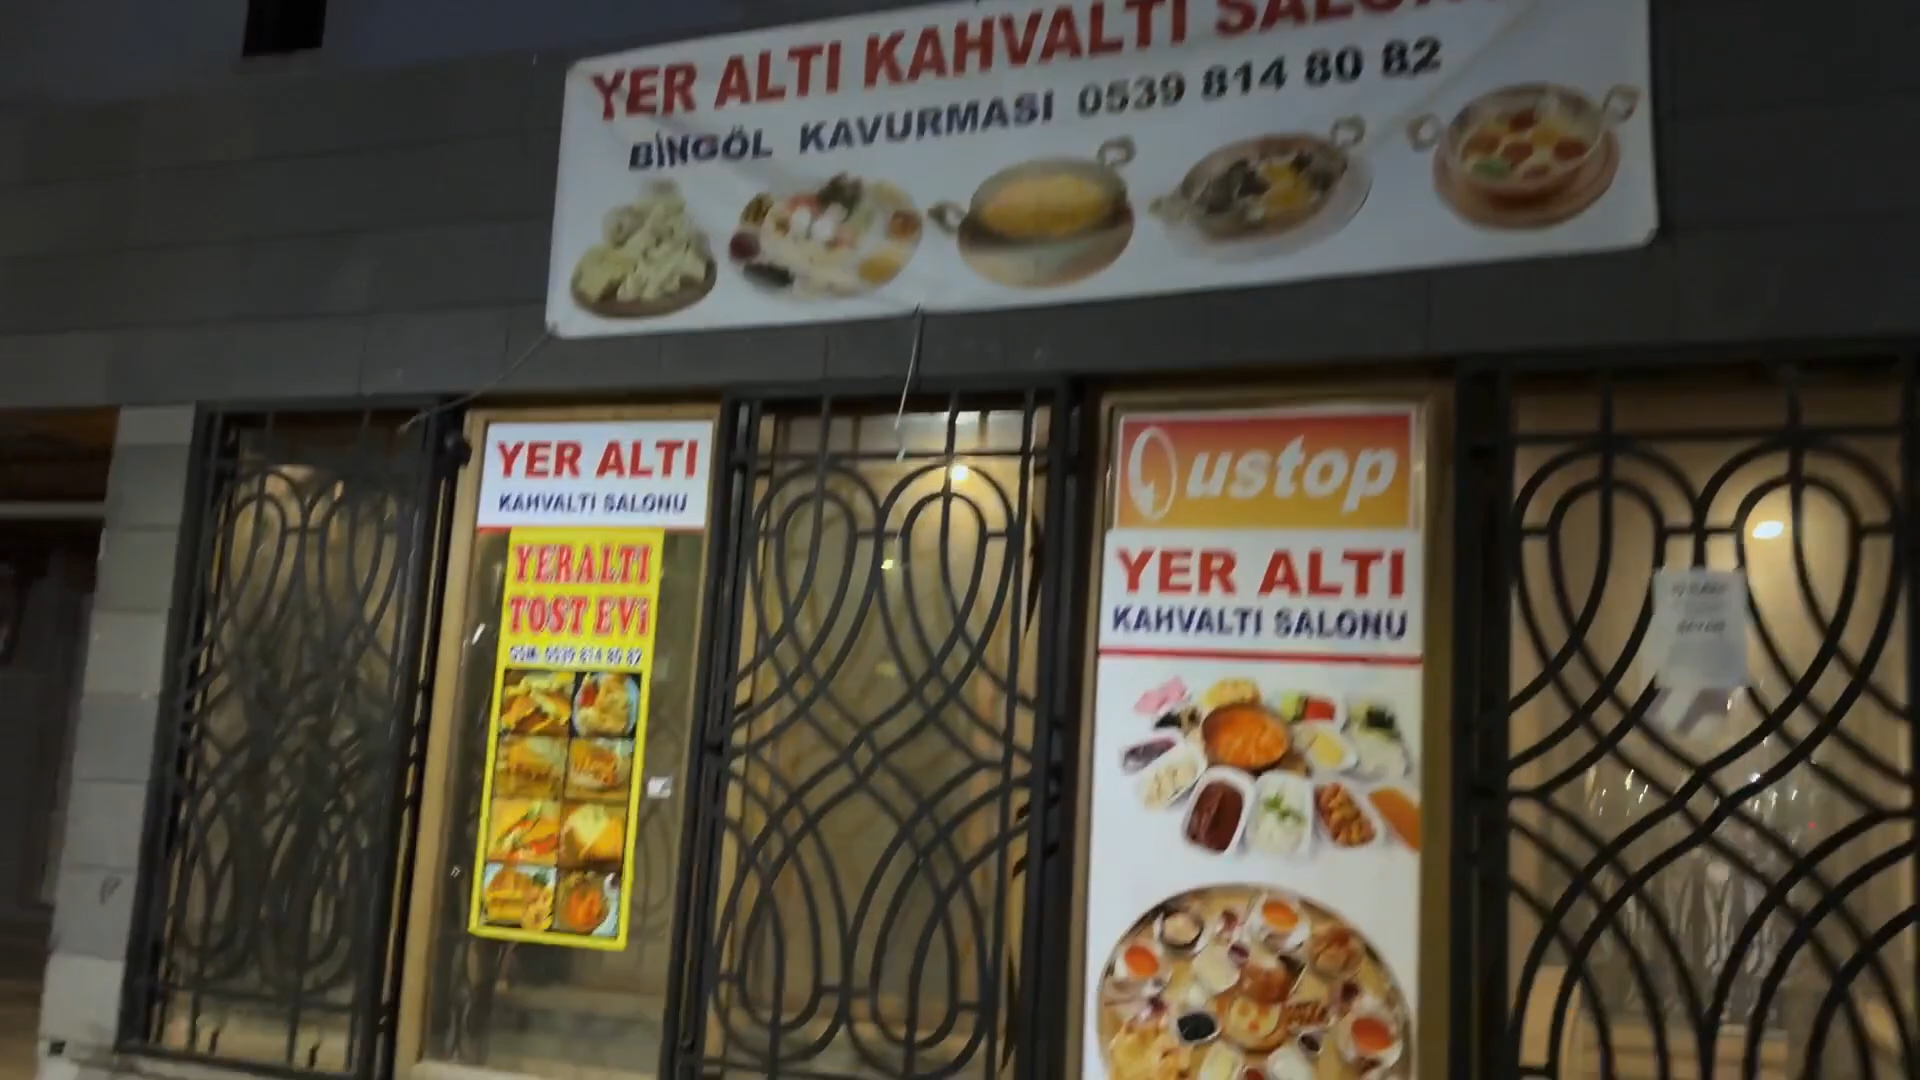 YER ALTI KAHVALTI SALONU
BİNGÖL KAVURMASI 0539 814 80 82
YER ALTI
KAHVALTI SALONU
YERALTI
TOST EVİ
GSM: 0539 814 80 82
ustop
YER ALTI
KAHVALTI SALONU